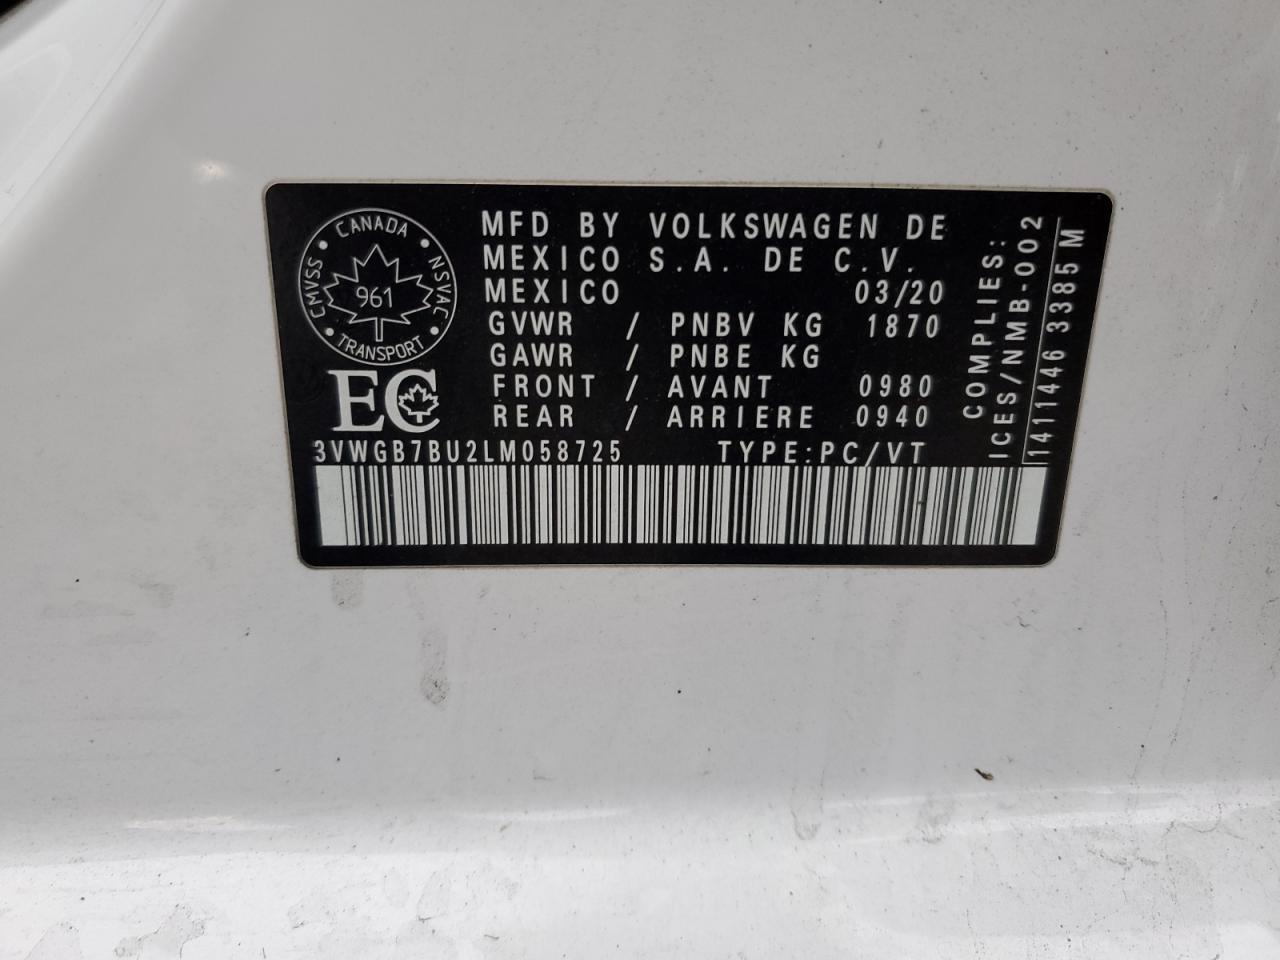 CANADA
CMVSS
NSVAC
961
TRANSPORT
EC
MFD BY VOLKSWAGEN DE
MEXICO S.A. DE C.V.
MEXICO 03/20
GVWR / PNBV KG 1870
GAWR / PNBE KG
FRONT / AVANT 0980
REAR / ARRIERE 0940
3VWGB7BU2LM058725 TYPE:PC/VT
COMPLIES:
ICES/NMB-002
1411446 3385 M